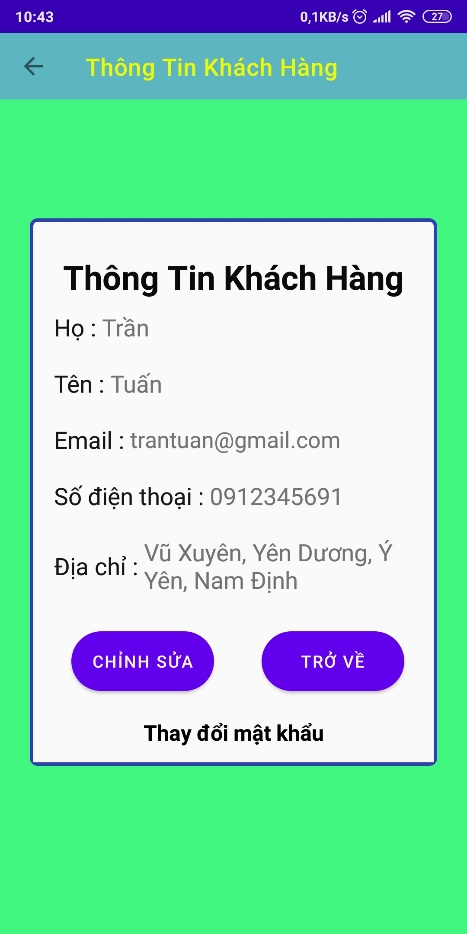 10:43 0,1KB/s 27
Thông Tin Khách Hàng
Thông Tin Khách Hàng
Họ : Trần
Tên : Tuấn
Email : trantuan@gmail.com
Số điện thoại : 0912345691
Địa chỉ : Vũ Xuyên, Yên Dương, Ý
Yên, Nam Định
CHỈNH SỬA TRỞ VỀ
Thay đổi mật khẩu